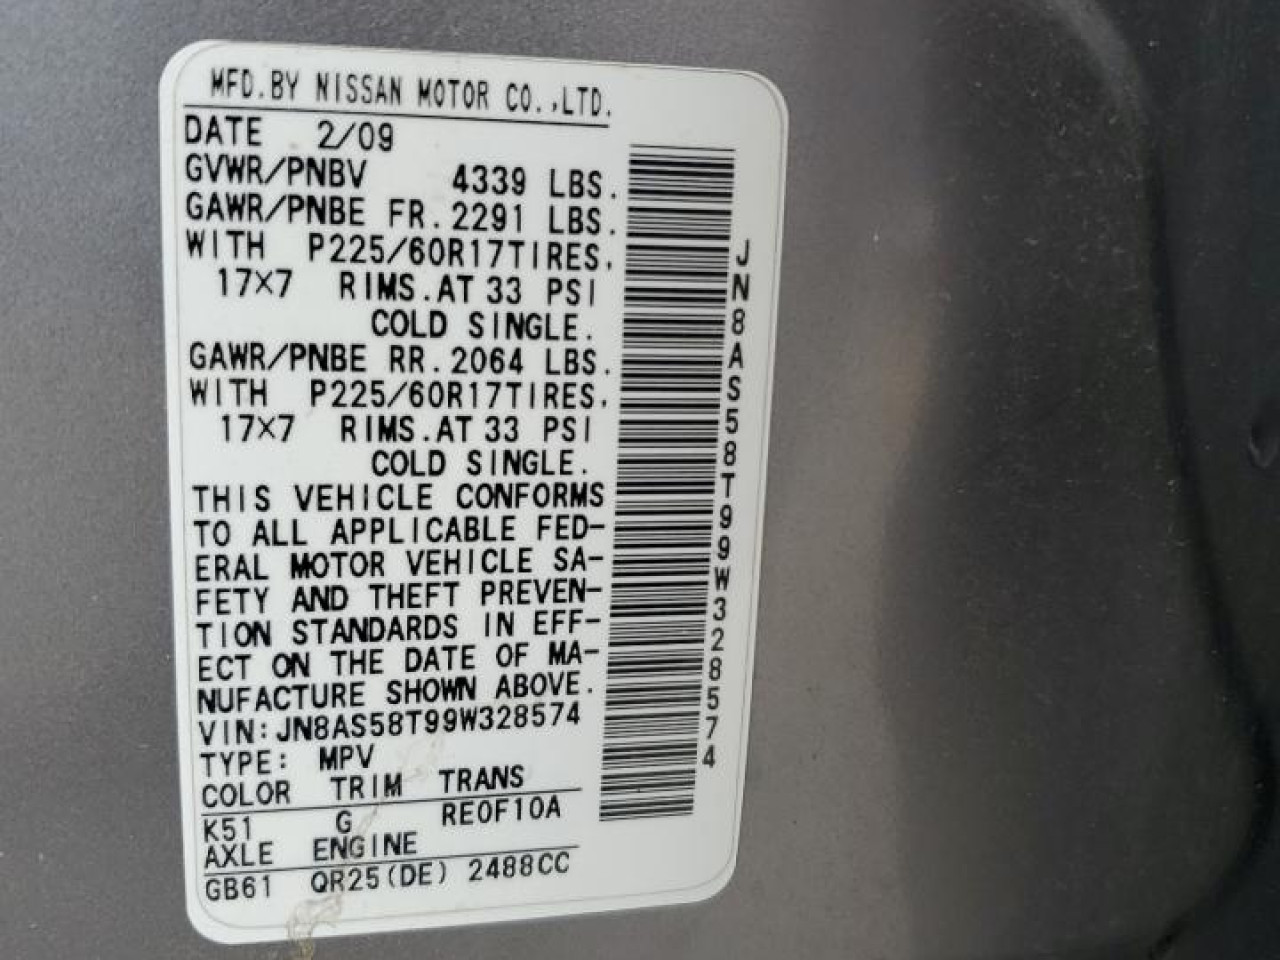 MFD.BY NISSAN MOTOR CO.,LTD.
DATE 2/09
GVWR/PNBV 4339 LBS.
GAWR/PNBE FR.2291 LBS.
WITH P225/60R17TIRES.
17×7 RIMS.AT 33 PSI
COLD SINGLE.
GAWR/PNBE RR.2064 LBS.
WITH P225/60R17TIRES.
17×7 RIMS.AT 33 PSI
COLD SINGLE.
THIS VEHICLE CONFORMS
TO ALL APPLICABLE FED-
ERAL MOTOR VEHICLE SA-
FETY AND THEFT PREVEN-
TION STANDARDS IN EFF-
ECT ON THE DATE OF MA-
NUFACTURE SHOWN ABOVE.
VIN:JN8AS58T99W328574
TYPE: MPV
COLOR TRIM TRANS
K51 G RE0F10A
AXLE ENGINE
GB61 QR25(DE) 2488CC
JN8AS58T99W328574